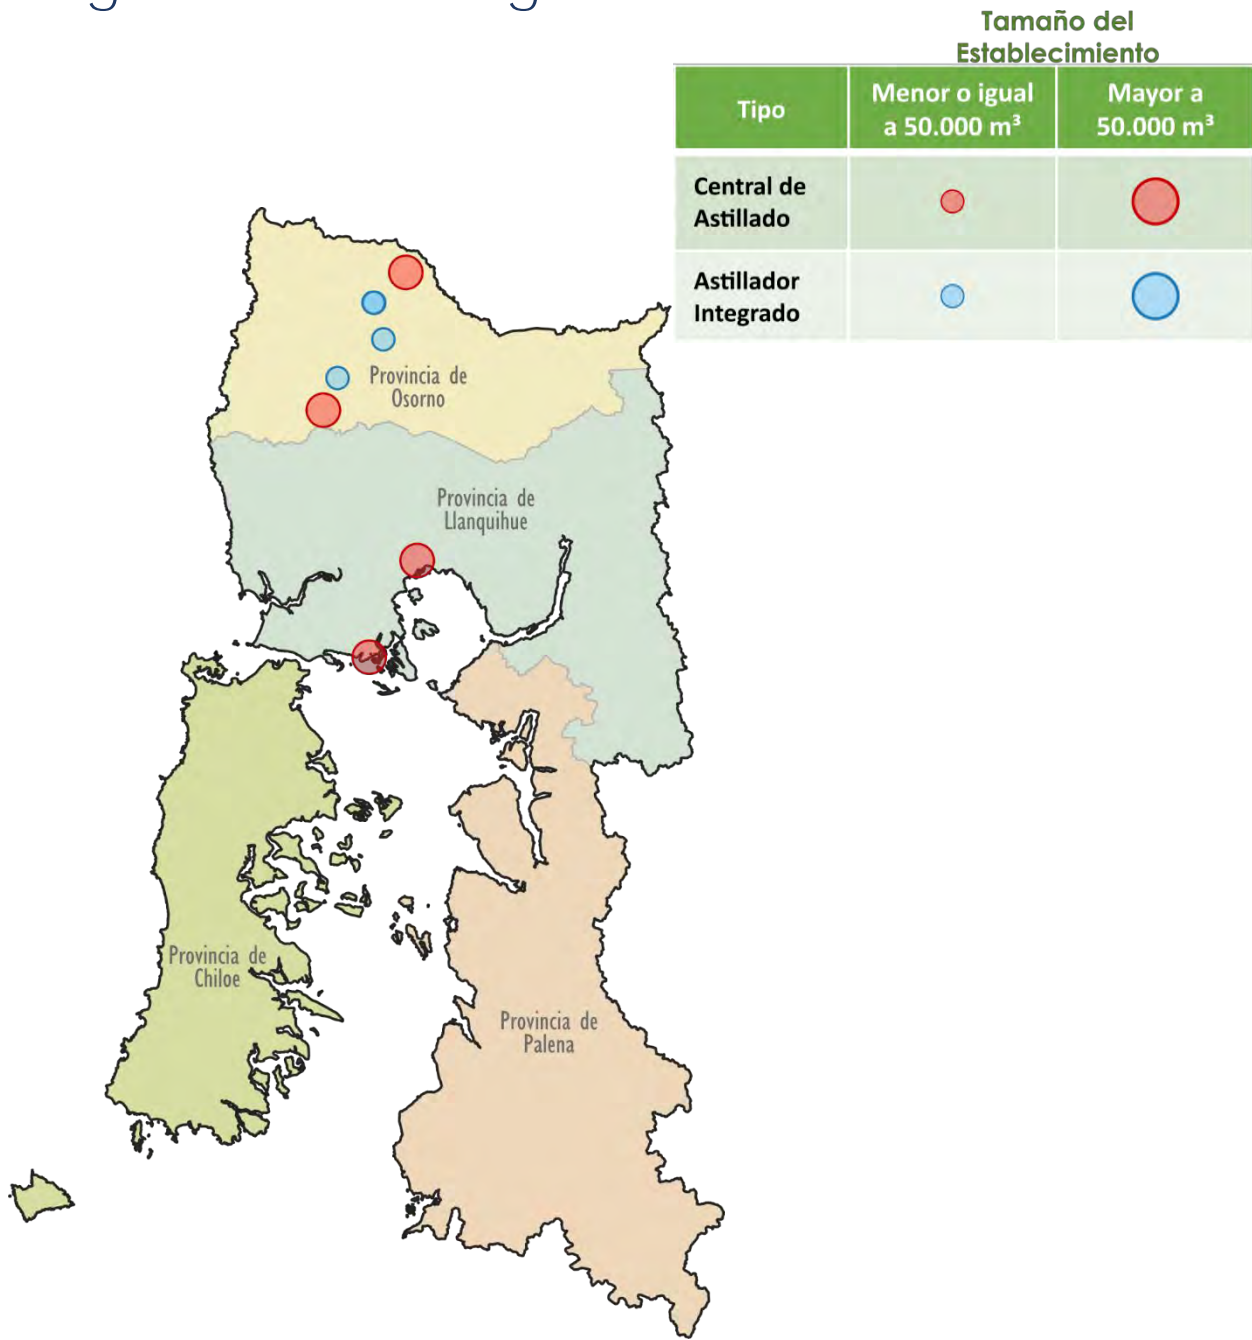 Tamaño del
Establecimiento
Tipo
Menor o igual
a 50.000 m³
Mayor a
50.000 m³
Central de
Astillado
Astillador
Integrado
Provincia de
Osorno
Provincia de
Llanquihue
Provincia de
Chiloe
Provincia de
Palena